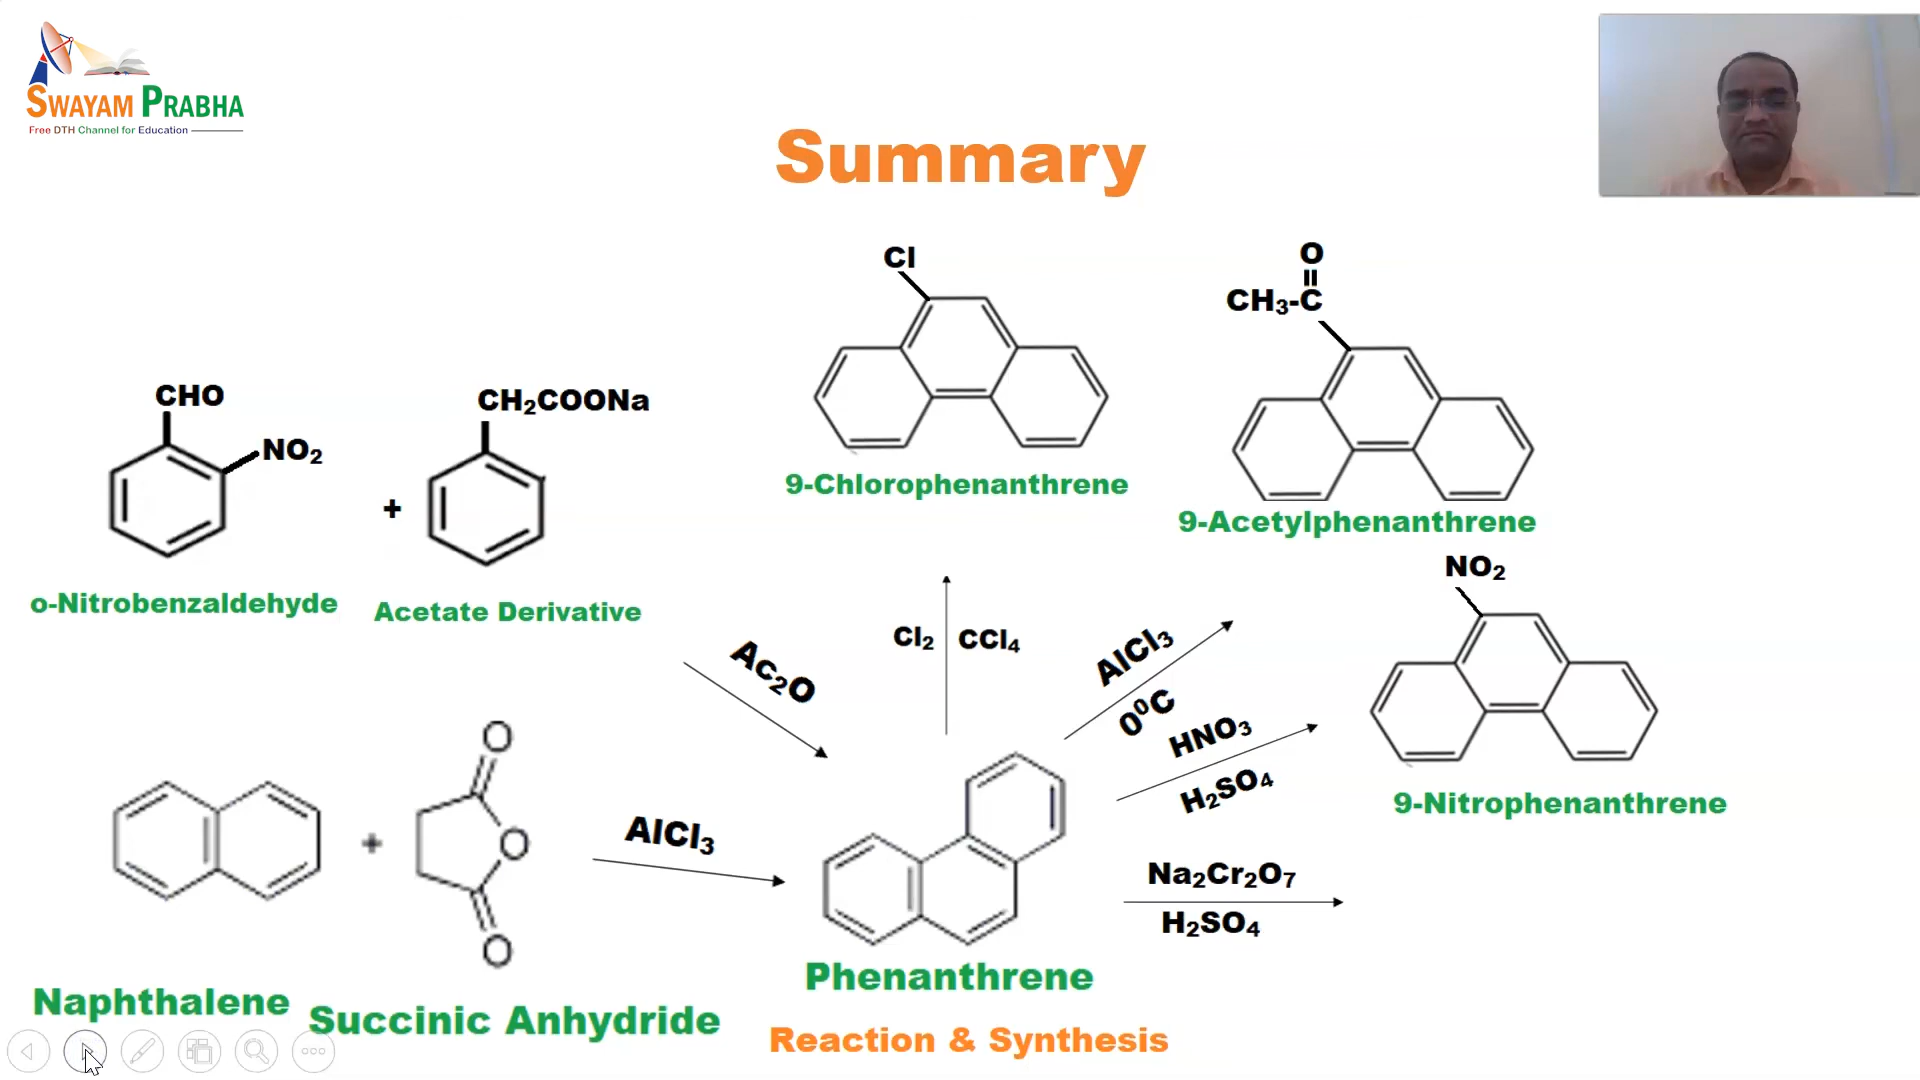 SWAYAM PRABHA
Free DTH Channel for Education
Summary
Cl
9-Chlorophenanthrene
O
CH₃-C
9-Acetylphenanthrene
CHO
NO₂
o-Nitrobenzaldehyde
+
CH₂COONa
Acetate Derivative
Ac₂O
Cl₂ CCl₄
AlCl₃
0⁰C
HNO₃
H₂SO₄
NO₂
9-Nitrophenanthrene
Naphthalene
+
O
O
O
Succinic Anhydride
AlCl₃
Phenanthrene
Na₂Cr₂O₇
H₂SO₄
Reaction & Synthesis